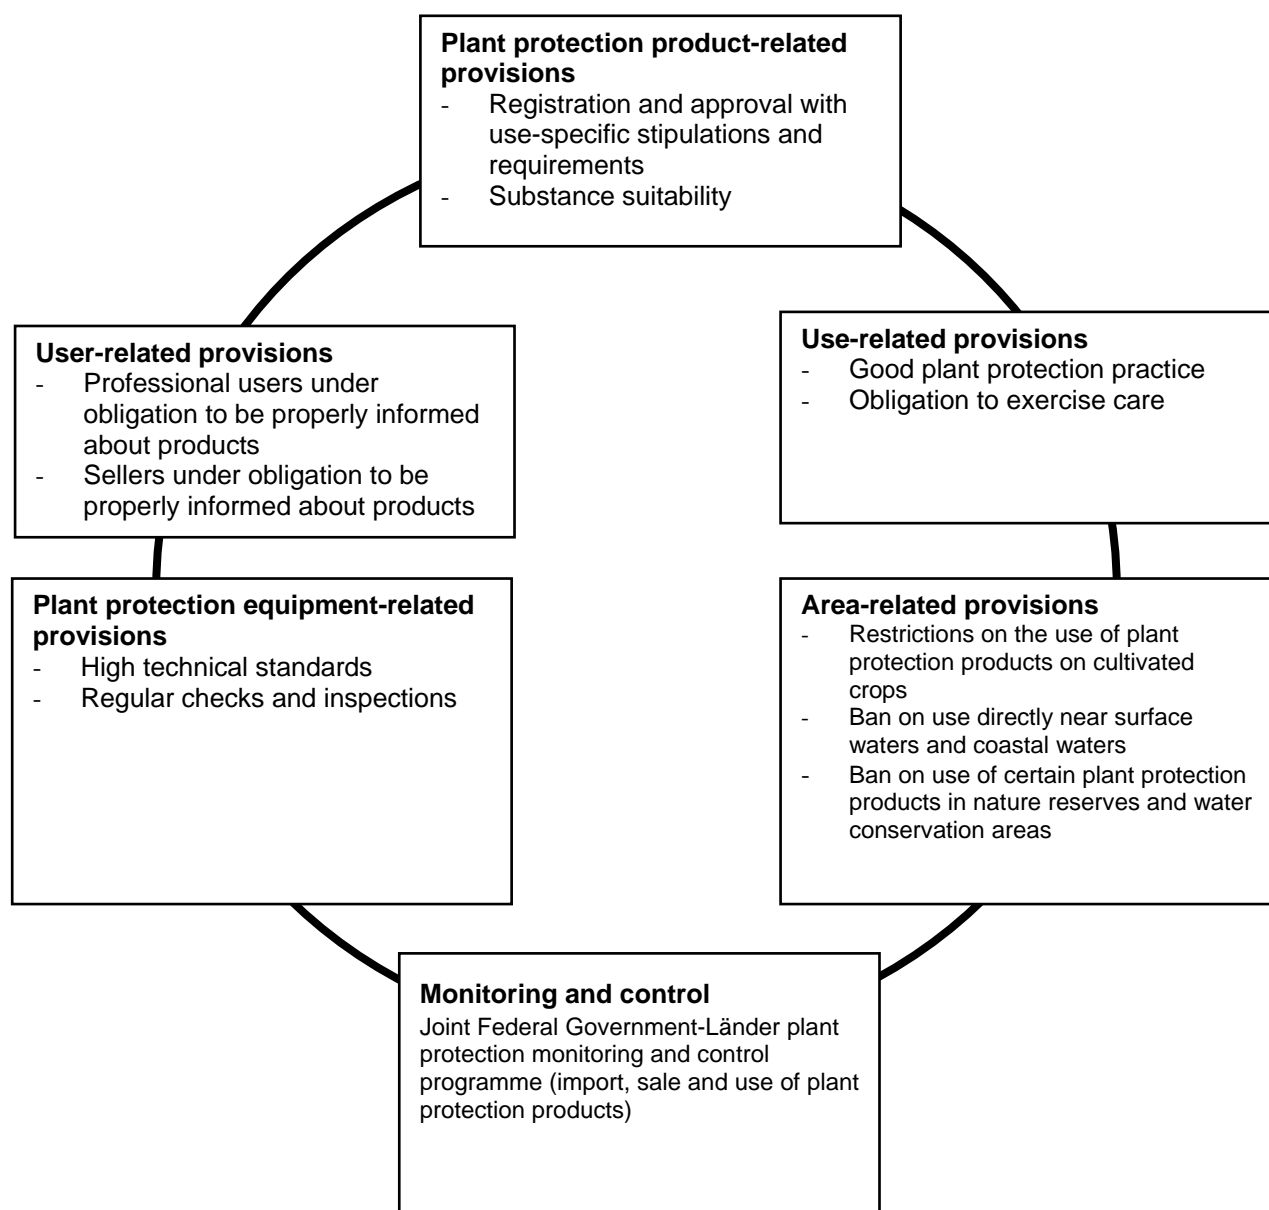 Plant protection product-related
provisions
- Registration and approval with
use-specific stipulations and
requirements
- Substance suitability
User-related provisions
- Professional users under
obligation to be properly informed
about products
- Sellers under obligation to be
properly informed about products
Use-related provisions
- Good plant protection practice
- Obligation to exercise care
Plant protection equipment-related
provisions
- High technical standards
- Regular checks and inspections
Area-related provisions
- Restrictions on the use of plant
protection products on cultivated
crops
- Ban on use directly near surface
waters and coastal waters
- Ban on use of certain plant protection
products in nature reserves and water
conservation areas
Monitoring and control
Joint Federal Government-Länder plant
protection monitoring and control
programme (import, sale and use of plant
protection products)